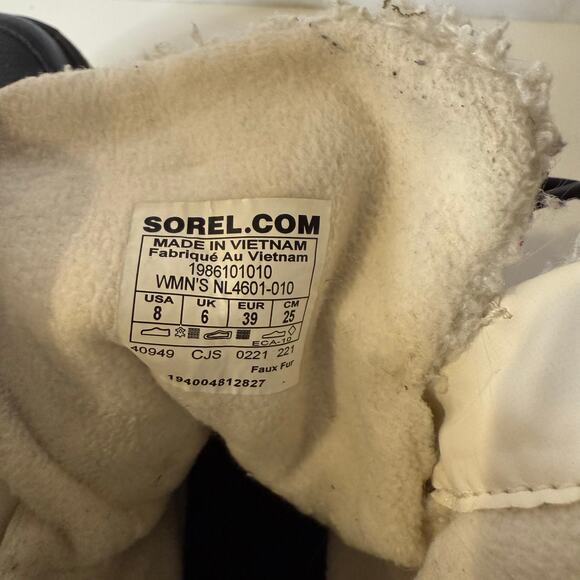 SOREL.COM
MADE IN VIETNAM
Fabriqué Au Vietnam
1986101010
WMN'S NL4601-010
USA UK EUR CM
8 6 39 25
ECA-10
40949 CJS 0221 221
Faux Fur
194004812827